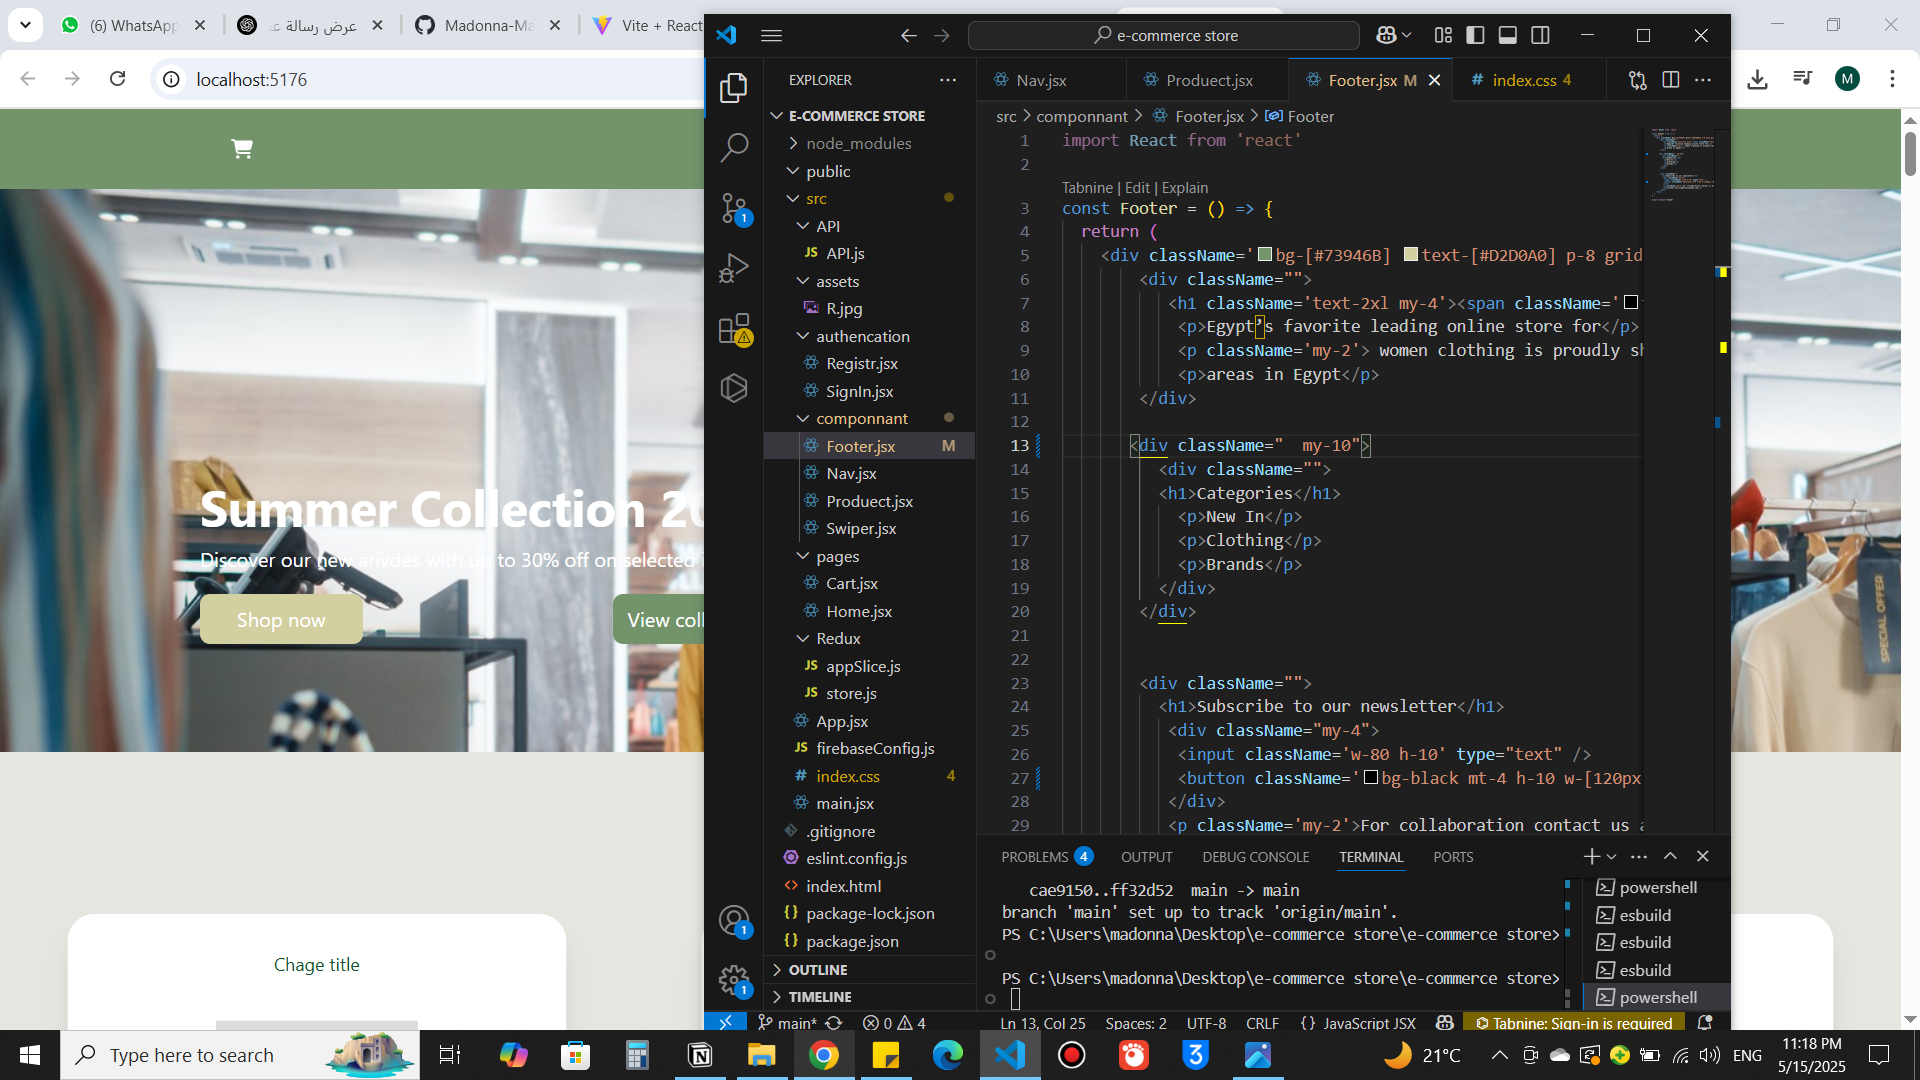 (6) WhatsApp
عرض رسالة عن
Madonna-Ma
Vite + React
localhost:5176
M
Summer Collection 20
Discover our new arivdes with up to 30% off on selected
Shop now
View coll
Chage title
SPECIAL OFFER
e-commerce store
EXPLORER
E-COMMERCE STORE
node_modules
public
src
API
JS API.js
assets
R.jpg
authencation
Registr.jsx
SignIn.jsx
componnant
Footer.jsx M
Nav.jsx
Produect.jsx
Swiper.jsx
pages
Cart.jsx
Home.jsx
Redux
JS appSlice.js
JS store.js
App.jsx
JS firebaseConfig.js
# index.css 4
main.jsx
.gitignore
eslint.config.js
index.html
{} package-lock.json
{} package.json
OUTLINE
TIMELINE
1
1
1
Nav.jsx
Produect.jsx
Footer.jsx M
# index.css 4
src > componnant > Footer.jsx > Footer
1 import React from 'react'
2
Tabnine | Edit | Explain
3 const Footer = () => {
4 return (
5 <div className='bg-[#73946B] text-[#D2D0A0] p-8 grid
6 <div className="">
7 <h1 className='text-2xl my-4'><span className='
8 <p>Egypt’s favorite leading online store for</p>
9 <p className='my-2'> women clothing is proudly sh
10 <p>areas in Egypt</p>
11 </div>
12
13 <div className="  my-10">
14 <div className="">
15 <h1>Categories</h1>
16 <p>New In</p>
17 <p>Clothing</p>
18 <p>Brands</p>
19 </div>
20 </div>
21
22
23 <div className="">
24 <h1>Subscribe to our newsletter</h1>
25 <div className="my-4">
26 <input className='w-80 h-10' type="text" />
27 <button className='bg-black mt-4 h-10 w-[120px
28 </div>
29 <p className='my-2'>For collaboration contact us a
PROBLEMS 4
OUTPUT
DEBUG CONSOLE
TERMINAL
PORTS
cae9150..ff32d52  main -> main
branch 'main' set up to track 'origin/main'.
PS C:\Users\madonna\Desktop\e-commerce store\e-commerce store>
PS C:\Users\madonna\Desktop\e-commerce store\e-commerce store>
powershell
esbuild
esbuild
esbuild
powershell
main*
0
4
Ln 13, Col 25
Spaces: 2
UTF-8
CRLF
{} JavaScript JSX
Tabnine: Sign-in is required
Type here to search
3
21°C
ENG
11:18 PM
5/15/2025